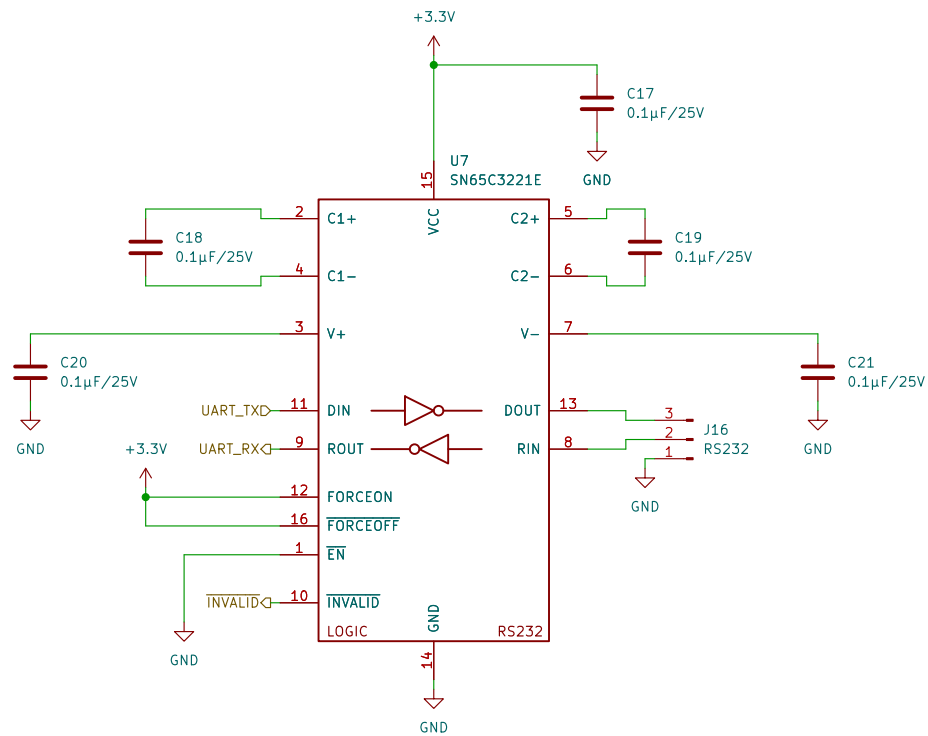 +3.3V
C17
0.1µF/25V
GND
U7
SN65C3221E
15
VCC
2
C1+
C2+
5
C18
0.1µF/25V
C19
0.1µF/25V
4
C1-
C2-
6
3
V+
V-
7
C20
0.1µF/25V
C21
0.1µF/25V
UART_TX
11
DIN
DOUT
13
3
GND
UART_RX
9
ROUT
RIN
8
2
J16
RS232
1
GND
+3.3V
12
FORCEON
GND
16
FORCEOFF
1
EN
INVALID
10
INVALID
GND
LOGIC
RS232
GND
14
GND